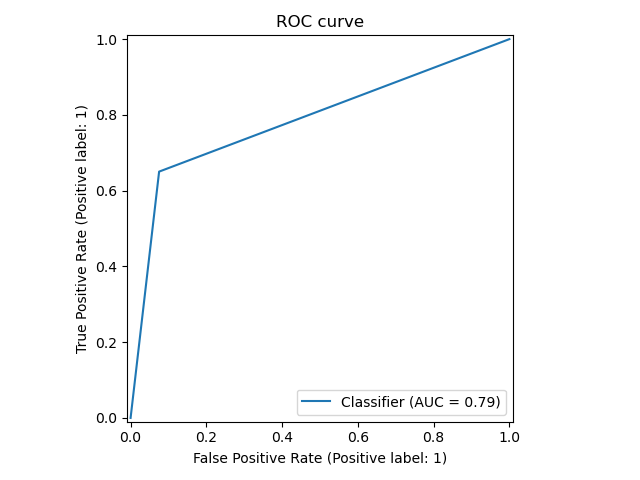 ROC curve
1.0
0.8
0.6
0.4
0.2
0.0
True Positive Rate (Positive label: 1)
Classifier (AUC = 0.79)
0.0 0.2 0.4 0.6 0.8 1.0
False Positive Rate (Positive label: 1)